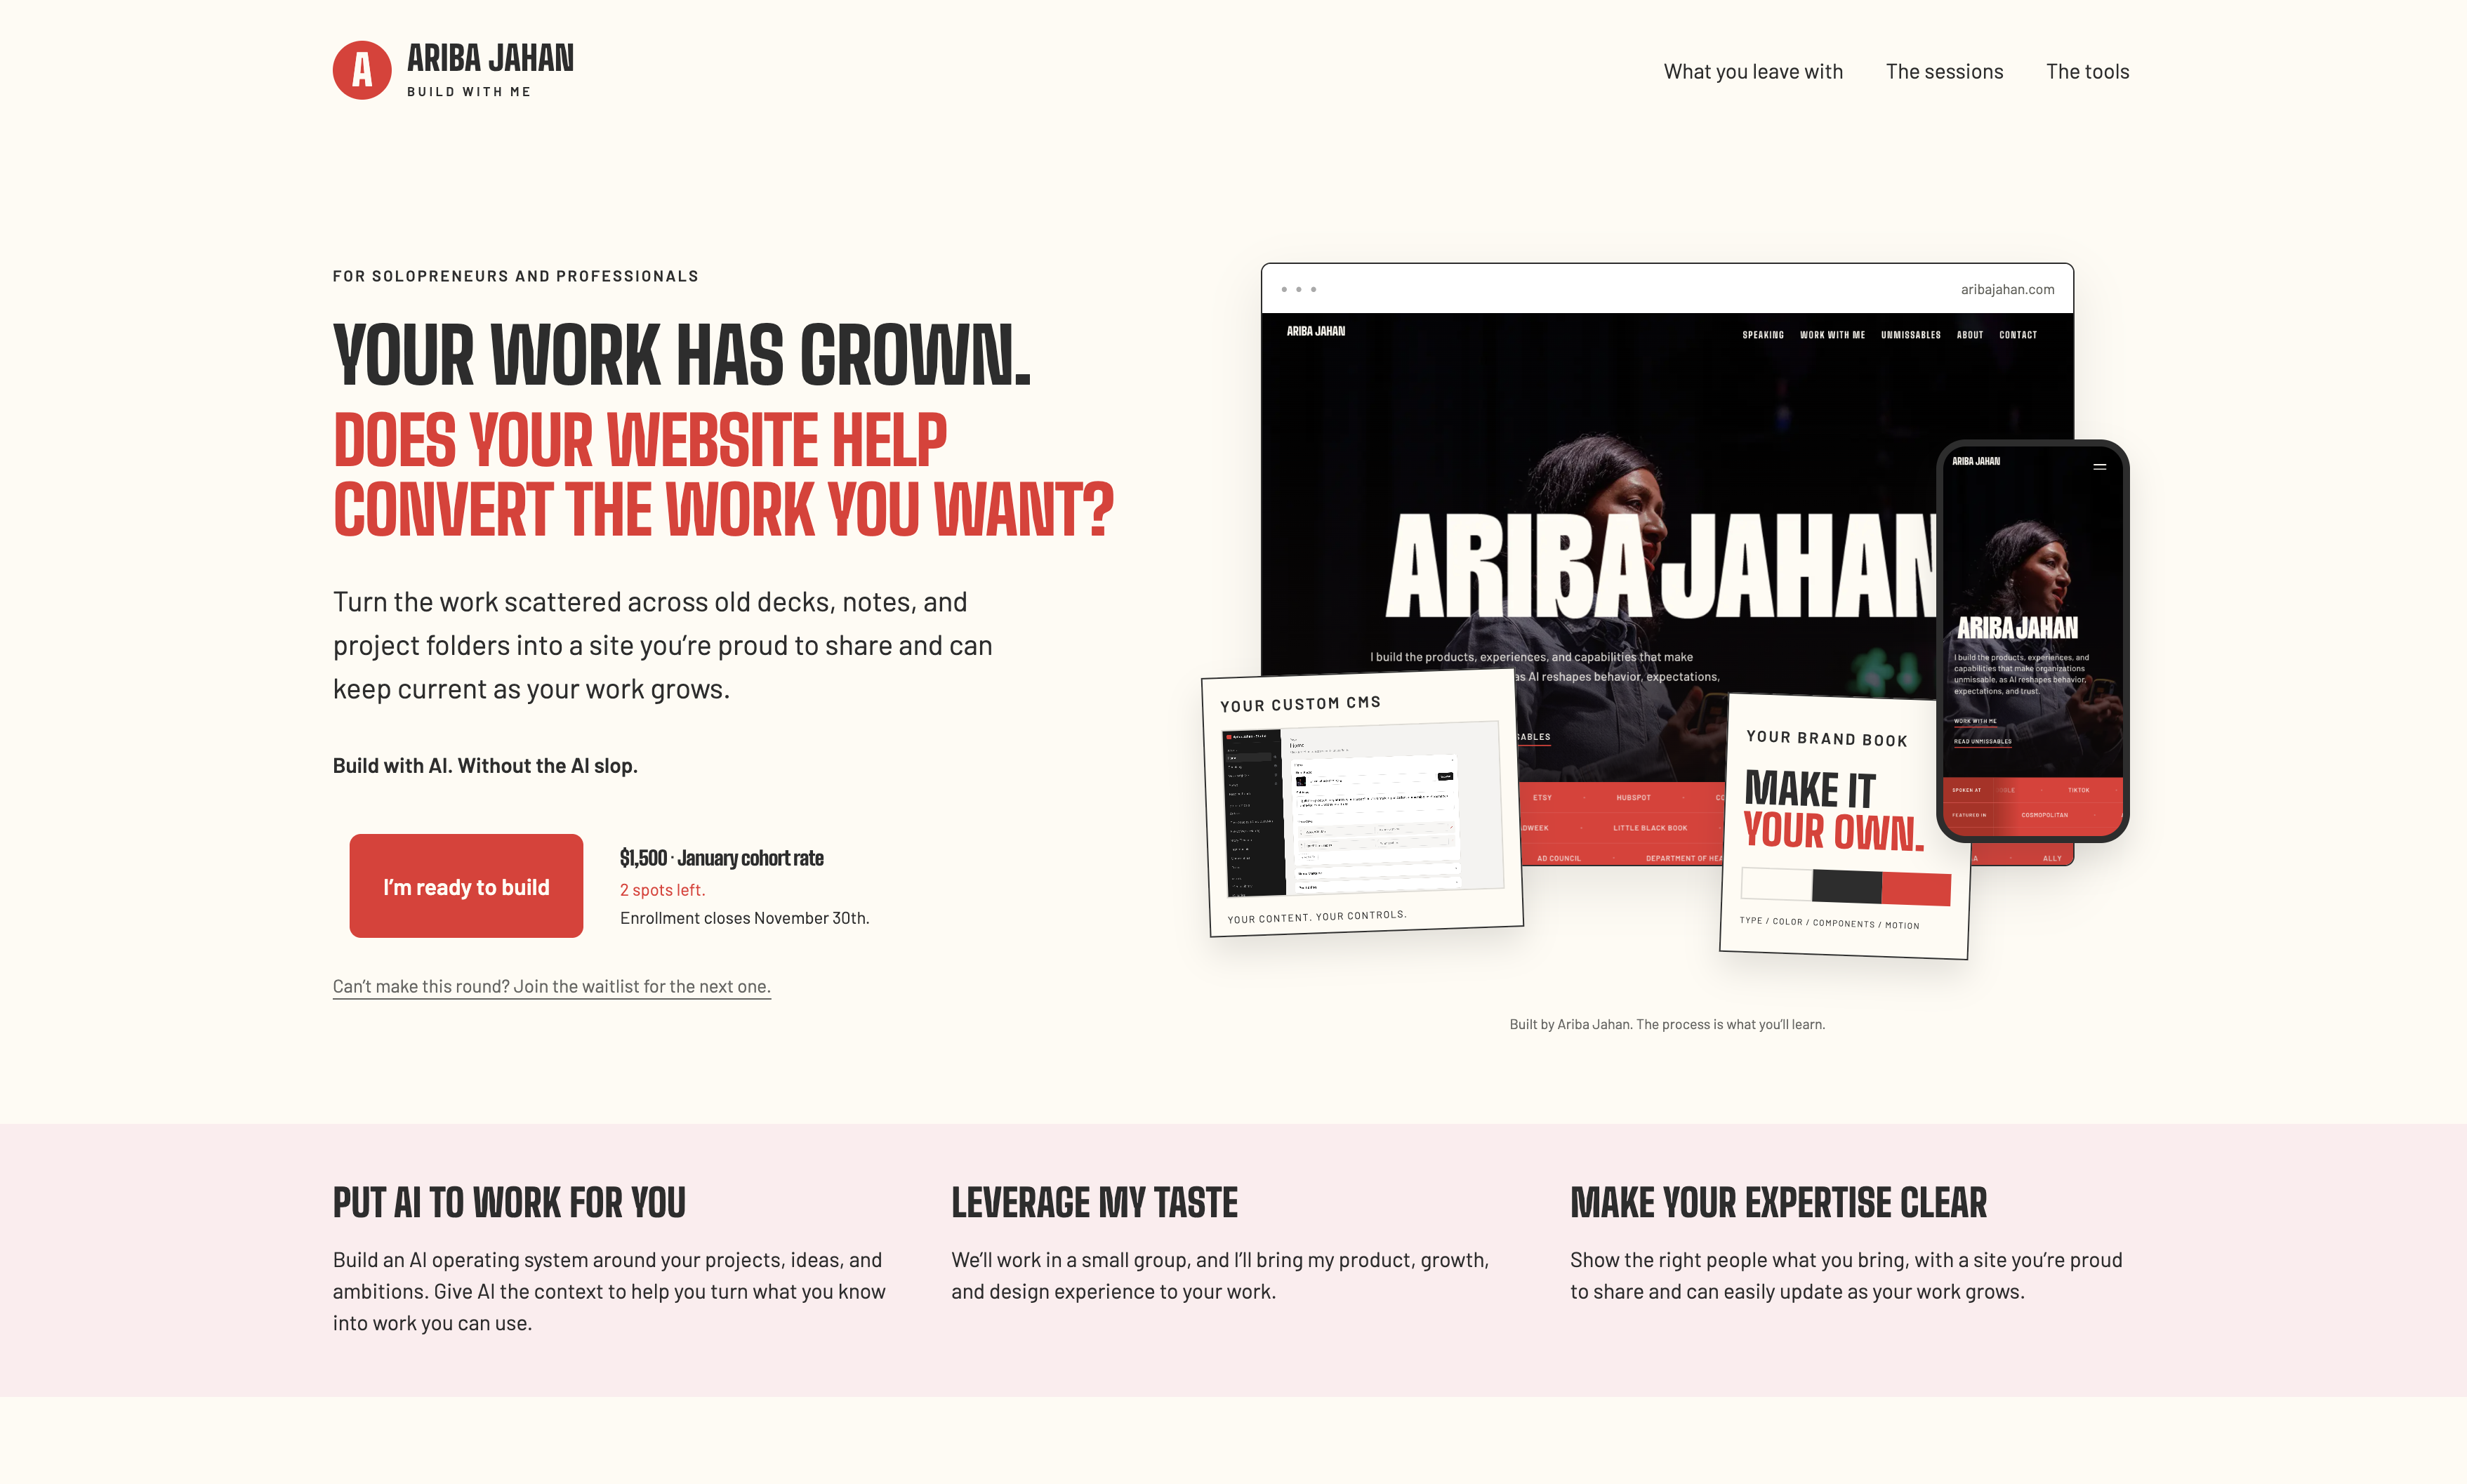 A
ARIBA JAHAN
BUILD WITH ME
What you leave with
The sessions
The tools
FOR SOLOPRENEURS AND PROFESSIONALS
YOUR WORK HAS GROWN.
DOES YOUR WEBSITE HELP
CONVERT THE WORK YOU WANT?
Turn the work scattered across old decks, notes, and
project folders into a site you’re proud to share and can
keep current as your work grows.
Build with AI. Without the AI slop.
I’m ready to build
$1,500 · January cohort rate
2 spots left.
Enrollment closes November 30th.
Can’t make this round? Join the waitlist for the next one.
aribajahan.com
ARIBA JAHAN
SPEAKING
WORK WITH ME
UNMISSABLES
ABOUT
CONTACT
ARIBA JAHAN
I build the products, experiences, and capabilities that make
as AI reshapes behavior, expectations,
ETSY · HUBSPOT ·
LITTLE BLACK BOOK
AD COUNCIL ·
ALLY
YOUR CUSTOM CMS
Home
YOUR CONTENT. YOUR CONTROLS.
YOUR BRAND BOOK
MAKE IT
YOUR OWN.
TYPE / COLOR / COMPONENTS / MOTION
ARIBA JAHAN
ARIBA JAHAN
I build the products, experiences, and
capabilities that make organizations
unmissable, as AI reshapes behavior,
expectations, and trust.
WORK WITH ME
READ UNMISSABLES
SPOKEN AT
TIKTOK
FEATURED IN
COSMOPOLITAN
Built by Ariba Jahan. The process is what you’ll learn.
PUT AI TO WORK FOR YOU
Build an AI operating system around your projects, ideas, and
ambitions. Give AI the context to help you turn what you know
into work you can use.
LEVERAGE MY TASTE
We’ll work in a small group, and I’ll bring my product, growth,
and design experience to your work.
MAKE YOUR EXPERTISE CLEAR
Show the right people what you bring, with a site you’re proud
to share and can easily update as your work grows.